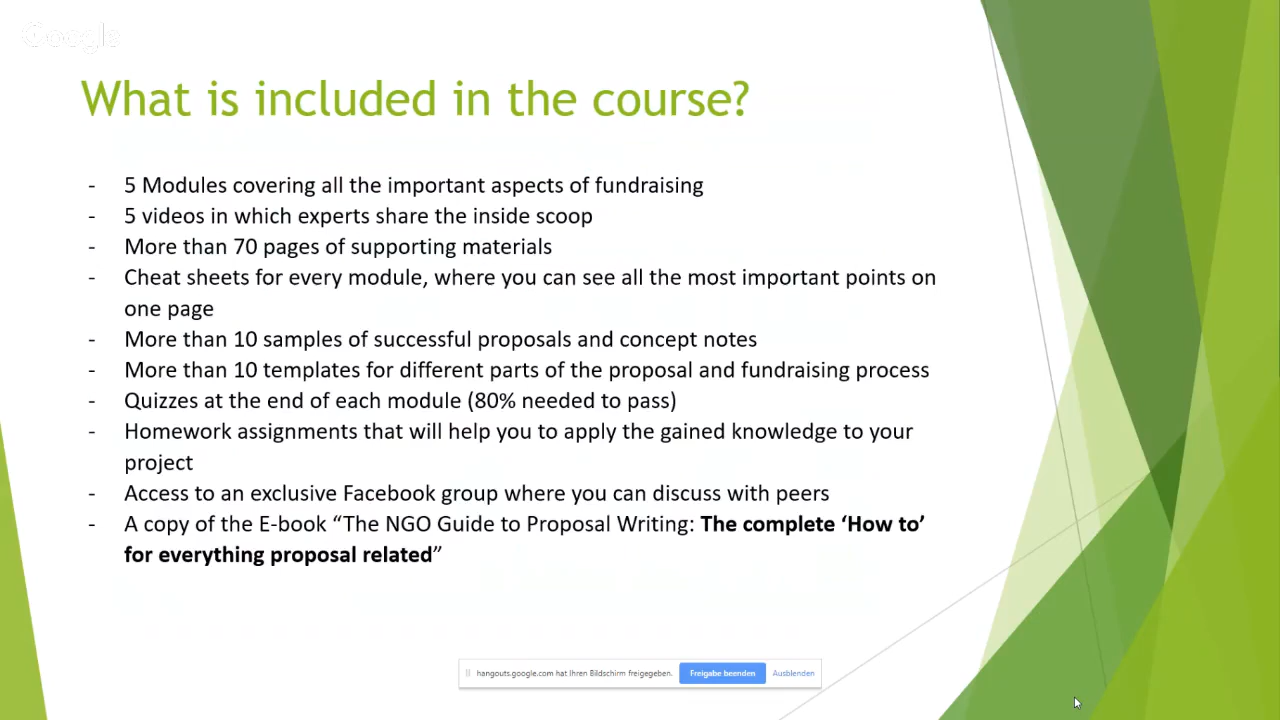 Google
What is included in the course?
- 5 Modules covering all the important aspects of fundraising
- 5 videos in which experts share the inside scoop
- More than 70 pages of supporting materials
- Cheat sheets for every module, where you can see all the most important points on
one page
- More than 10 samples of successful proposals and concept notes
- More than 10 templates for different parts of the proposal and fundraising process
- Quizzes at the end of each module (80% needed to pass)
- Homework assignments that will help you to apply the gained knowledge to your
project
- Access to an exclusive Facebook group where you can discuss with peers
- A copy of the E-book “The NGO Guide to Proposal Writing: The complete ‘How to’
for everything proposal related”
hangouts.google.com hat Ihren Bildschirm freigegeben. Freigabe beenden Ausblenden